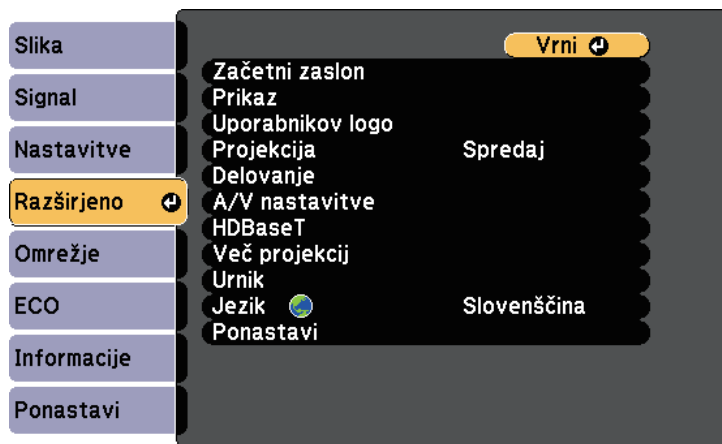 Slika
Signal
Nastavitve
Razširjeno
Omrežje
ECO
Informacije
Ponastavi
Vrni
Začetni zaslon
Prikaz
Uporabnikov logo
Projekcija Spredaj
Delovanje
A/V nastavitve
HDBaseT
Več projekcij
Urnik
Jezik Slovenščina
Ponastavi